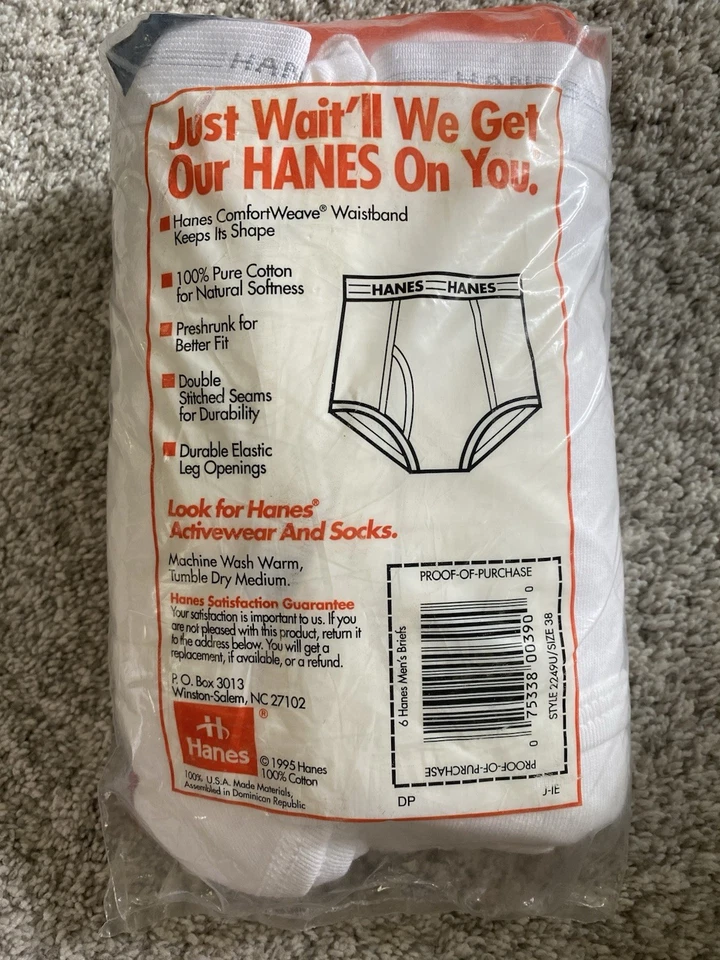 HAN
HANE
Just Wait'll We Get
Our HANES On You.
Hanes ComfortWeave® Waistband
Keeps Its Shape
100% Pure Cotton
for Natural Softness
Preshrunk for
Better Fit
Double
Stitched Seams
for Durability
Durable Elastic
Leg Openings
HANES HANES
Look for Hanes®
Activewear And Socks.
Machine Wash Warm,
Tumble Dry Medium.
Hanes Satisfaction Guarantee
Your satisfaction is important to us. If you
are not pleased with this product, return it
to the address below. You will get a
replacement, if available, or a refund.
P.O. Box 3013
Winston-Salem, NC 27102
Hanes ®
© 1995 Hanes
100% Cotton
100% U.S.A. Made Materials,
Assembled in Dominican Republic
PROOF-OF-PURCHASE
6 Hanes Men's Briefs
0 75338 00390 0
STYLE 2249U/SIZE 38
PROOF-OF-PURCHASE
DP
J-IE